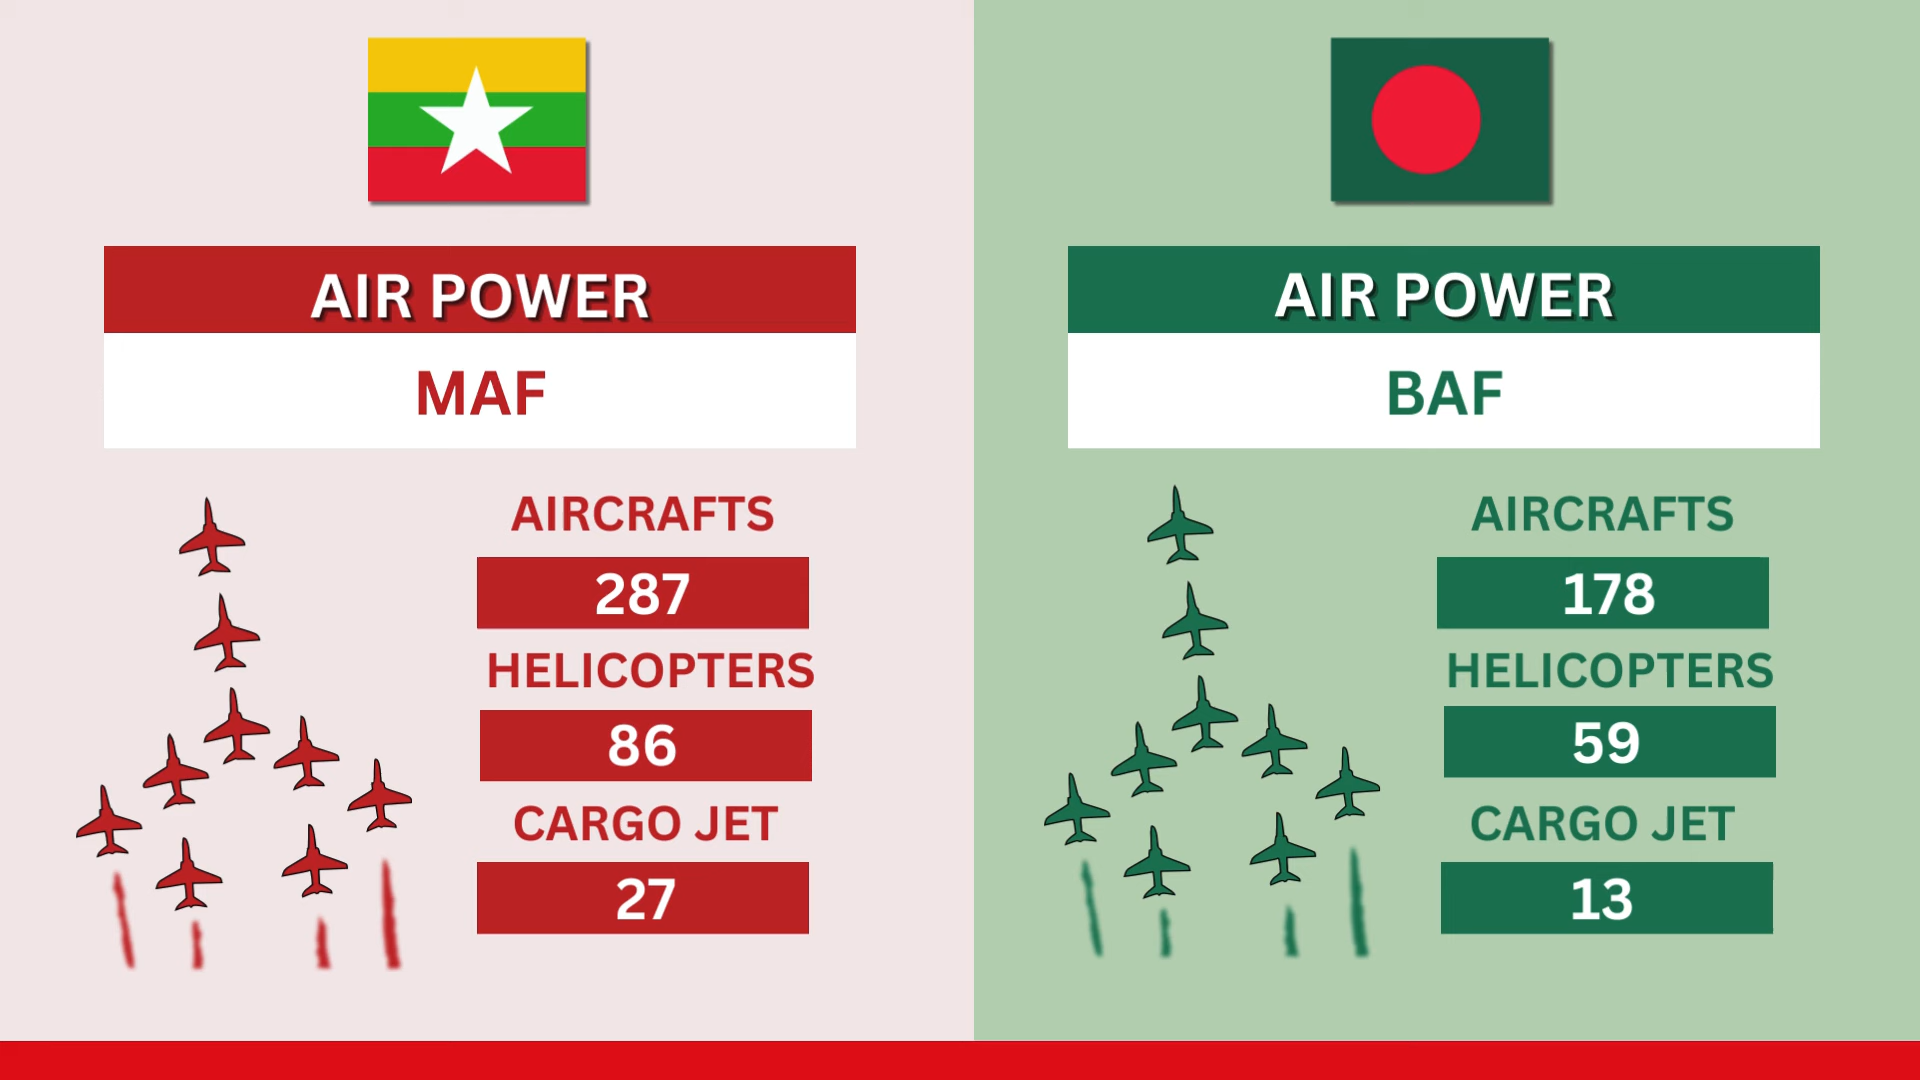 AIR POWER
MAF
AIRCRAFTS
287
HELICOPTERS
86
CARGO JET
27
AIR POWER
BAF
AIRCRAFTS
178
HELICOPTERS
59
CARGO JET
13